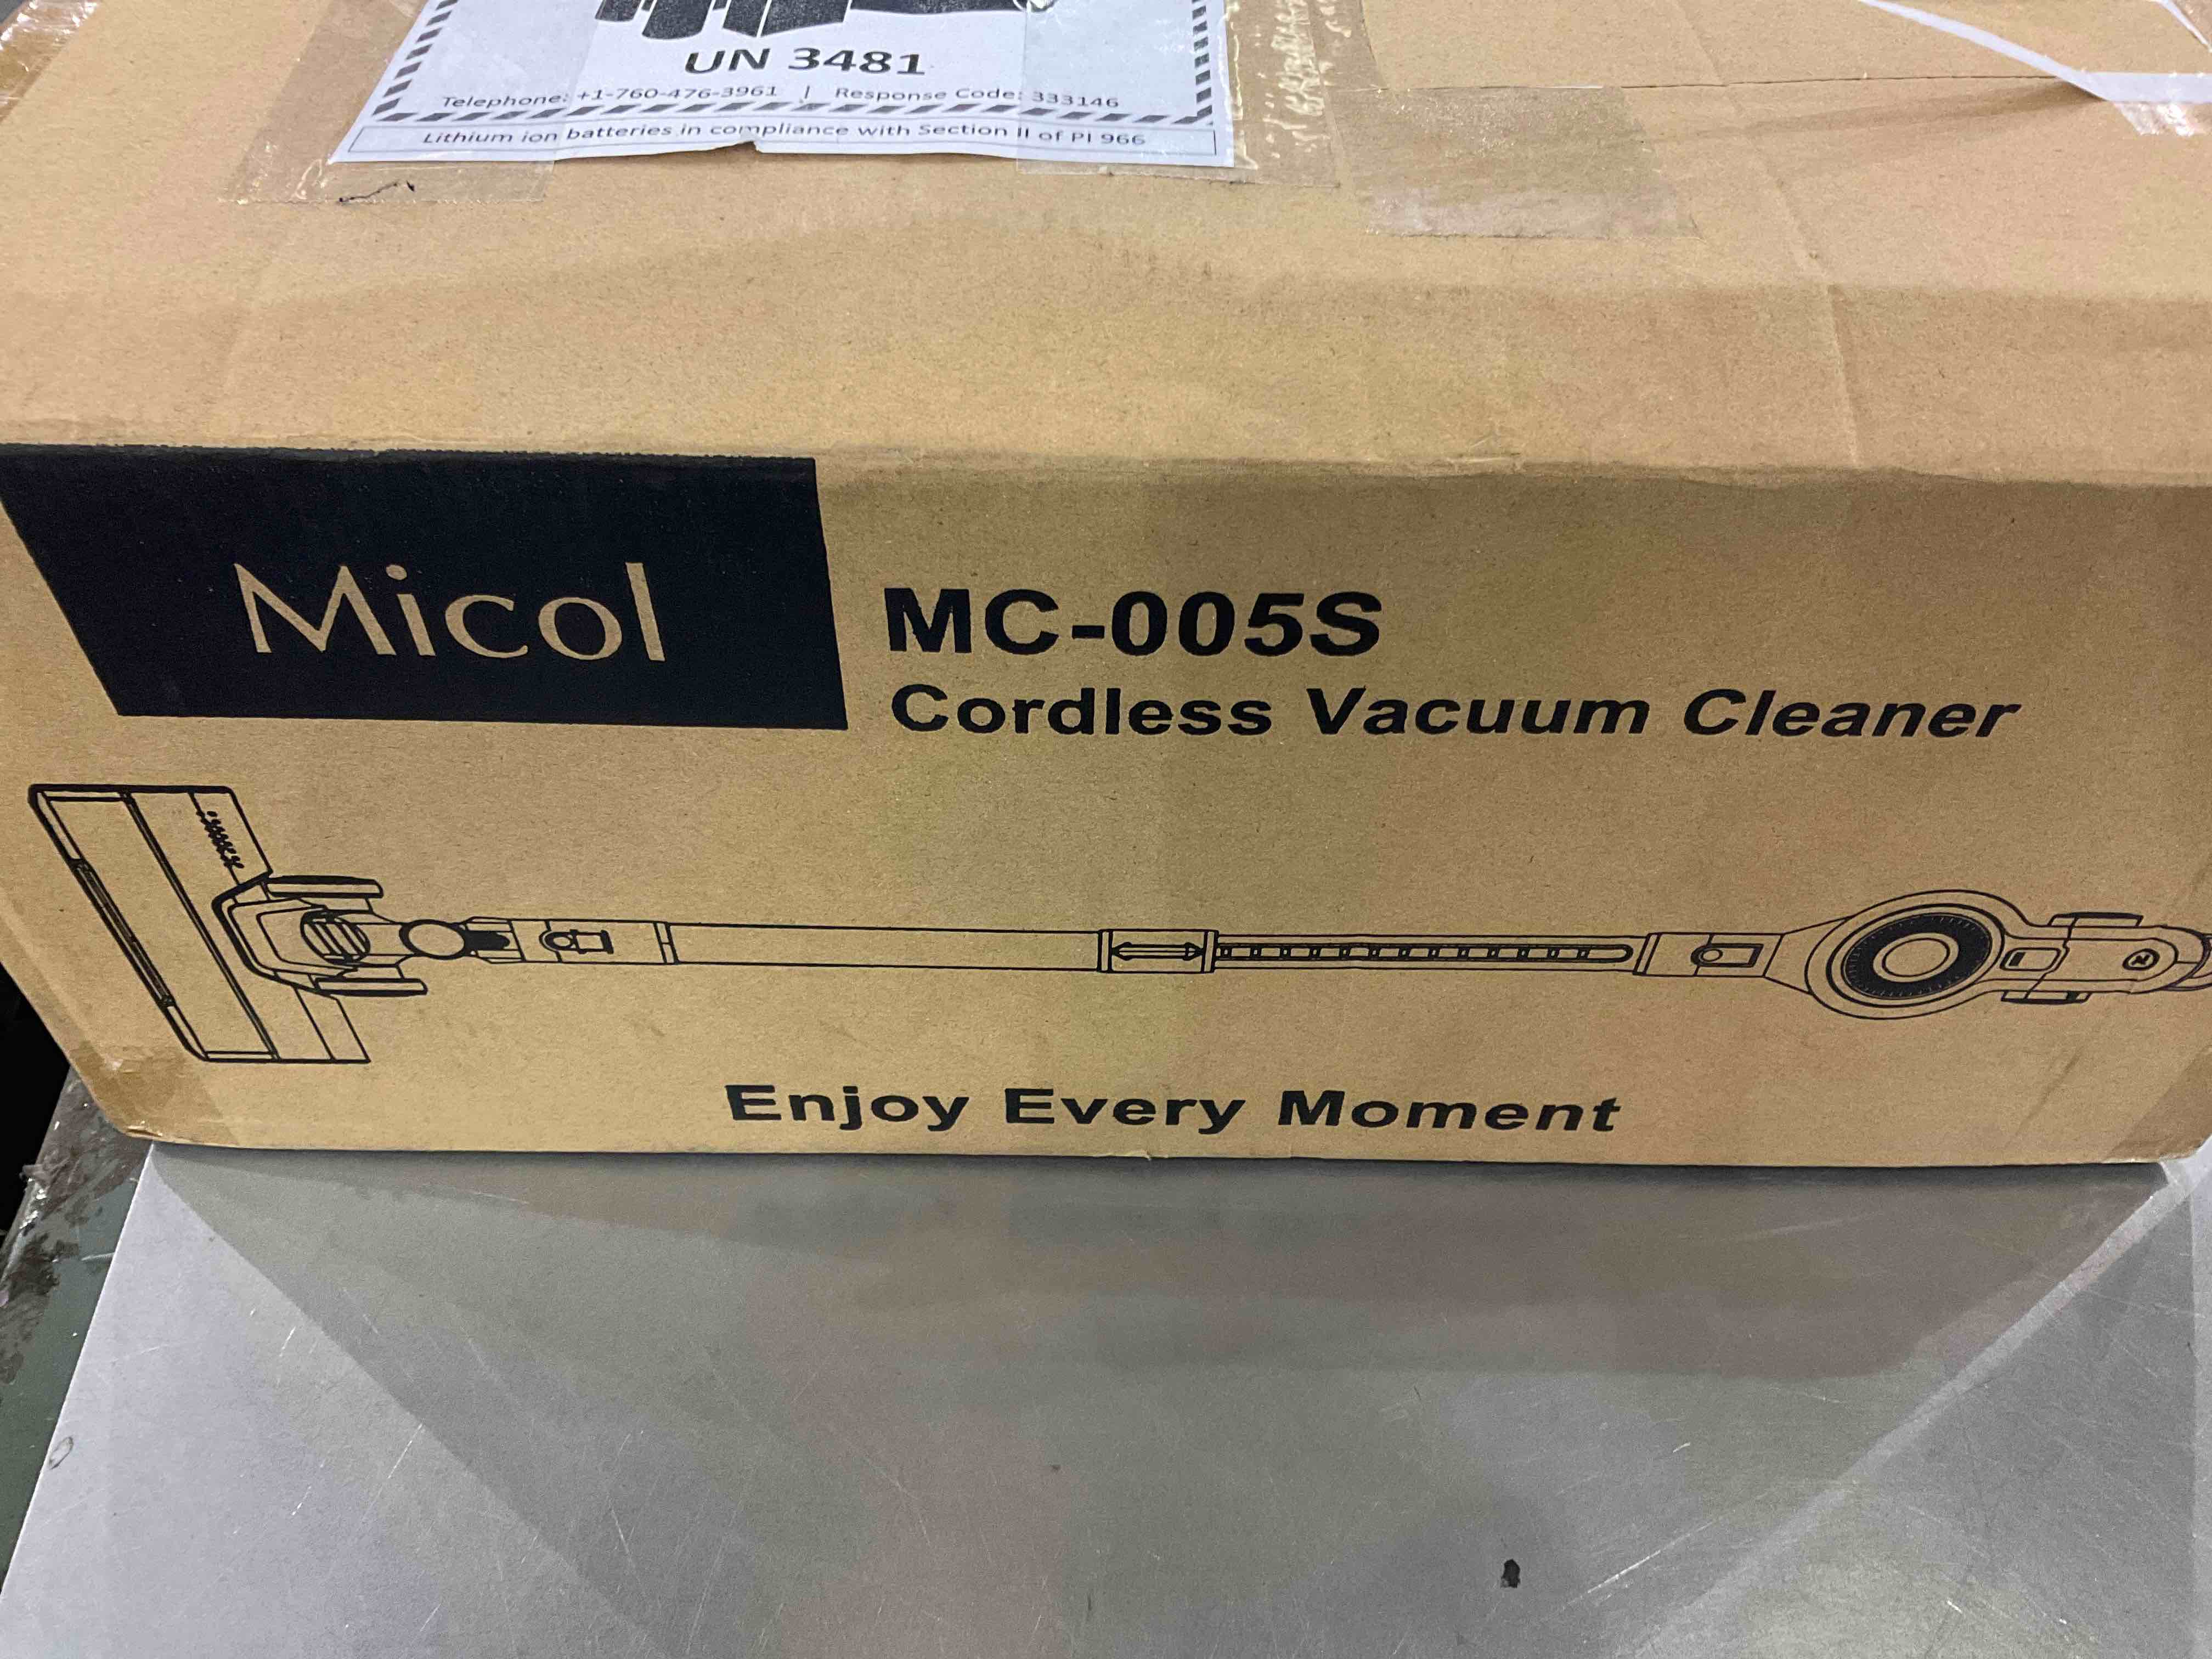 UN 3481
Telephone: +1-760-476-3961 | Response Code: 333146
Lithium ion batteries in compliance with Section II of PI 966
Micol
MC-005S
Cordless Vacuum Cleaner
Enjoy Every Moment